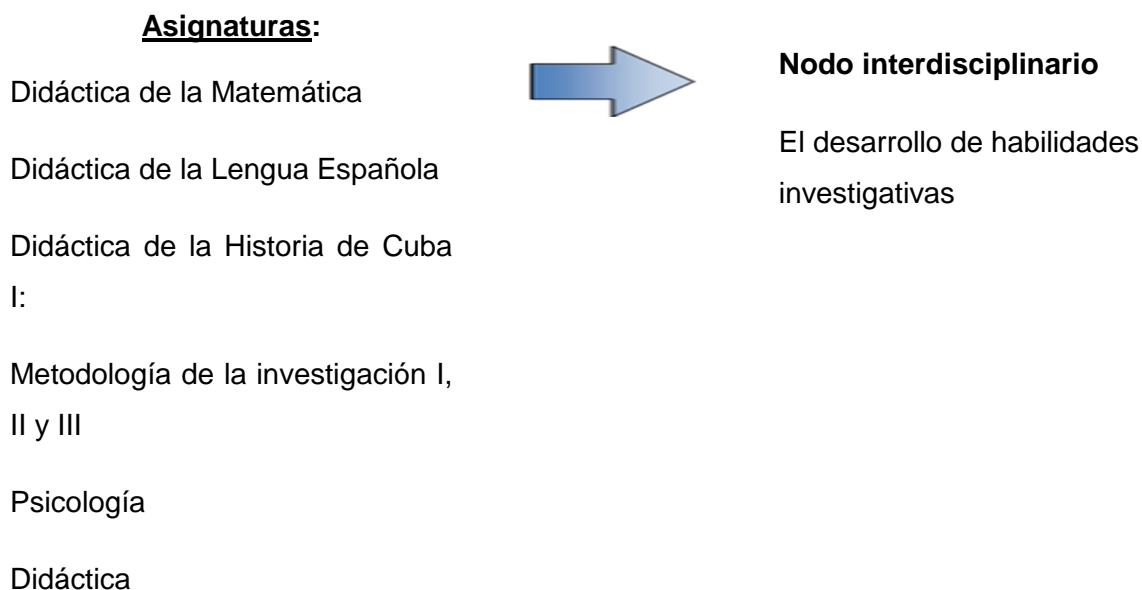 Asignaturas:
Didáctica de la Matemática
Didáctica de la Lengua Española
Didáctica de la Historia de Cuba
I:
Metodología de la investigación I,
II y III
Psicología
Didáctica
Nodo interdisciplinario
El desarrollo de habilidades
investigativas